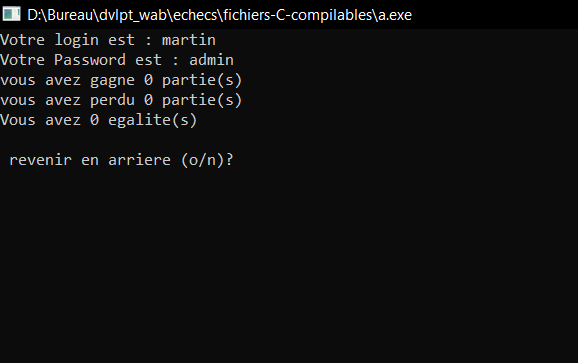 D:\Bureau\dvlpt_wab\echecs\fichiers-C-compilables\a.exe
Votre login est : martin
Votre Password est : admin
vous avez gagne 0 partie(s)
vous avez perdu 0 partie(s)
Vous avez 0 egalite(s)
revenir en arriere (o/n)?